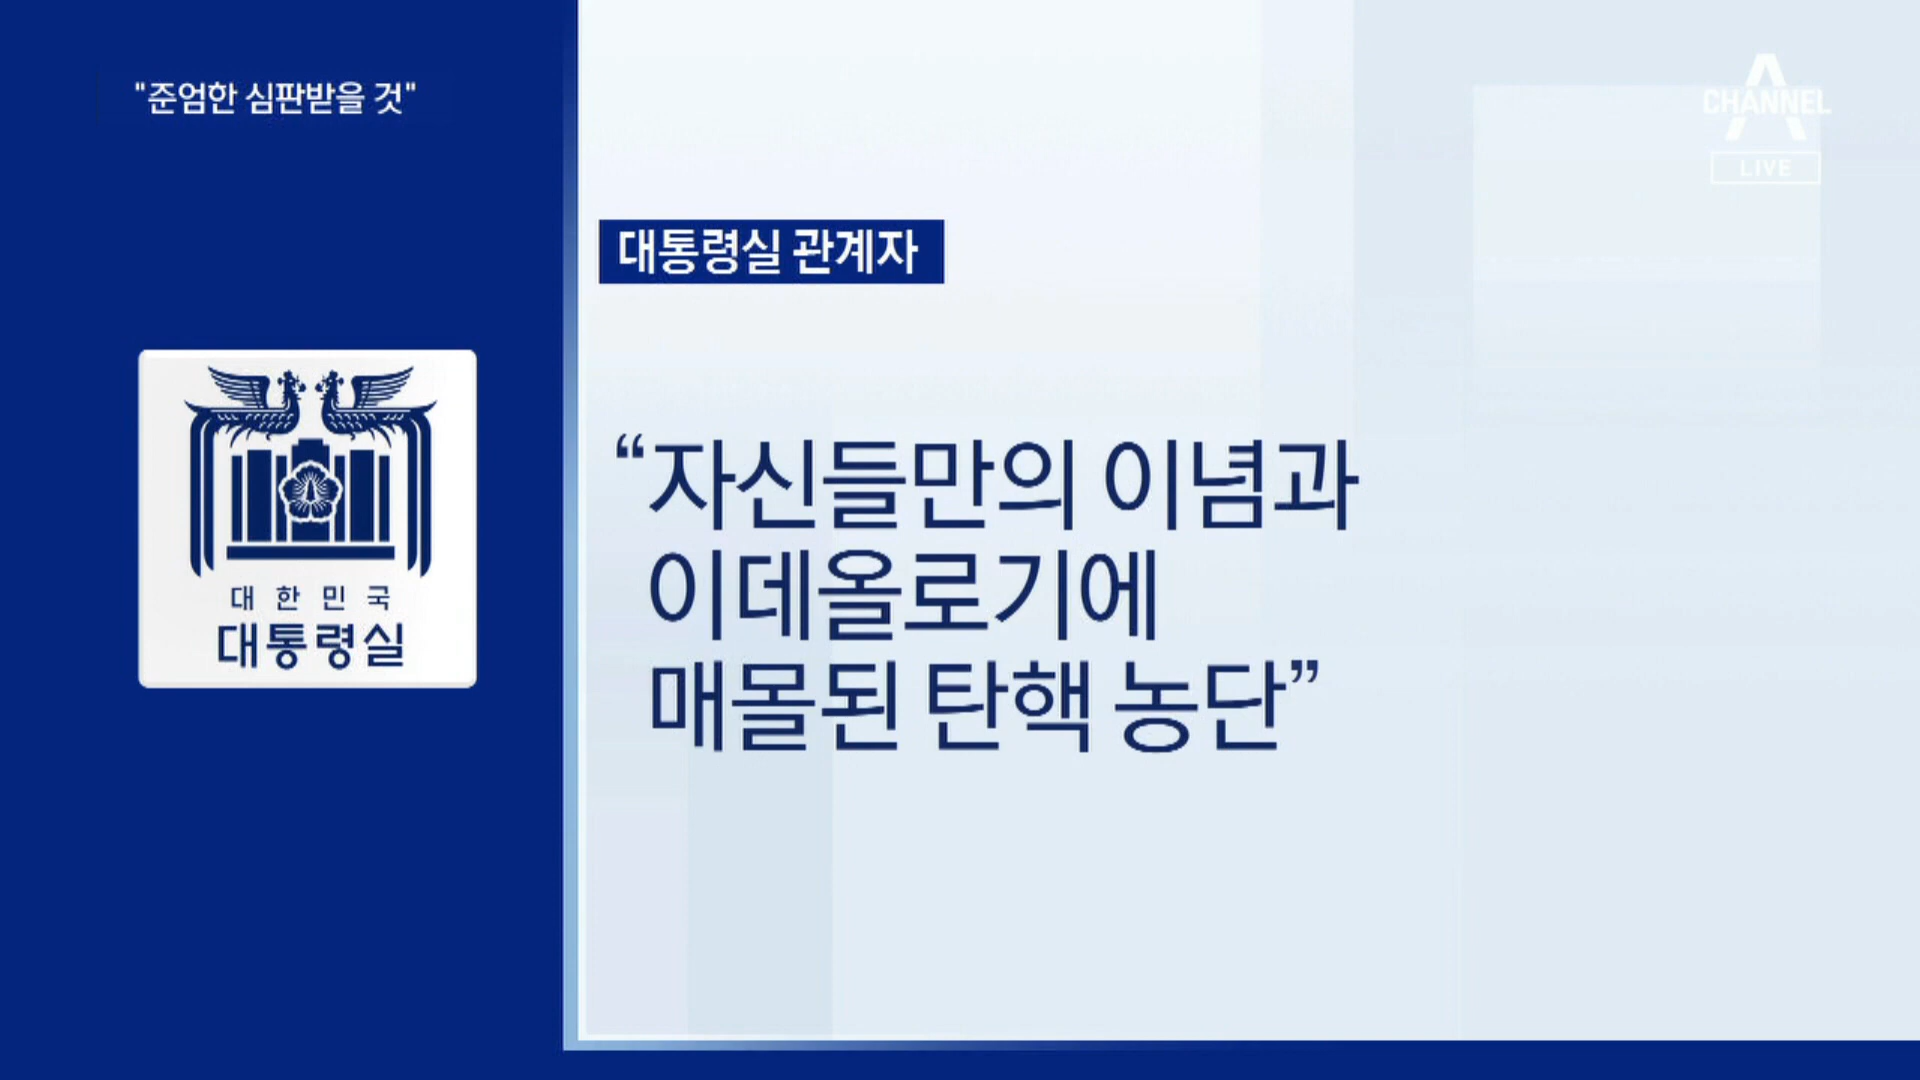 "준엄한 심판받을 것"
CHANNEL A
LIVE
대통령실 관계자
“자신들만의 이념과
이데올로기에
매몰된 탄핵 농단”
대한민국
대통령실